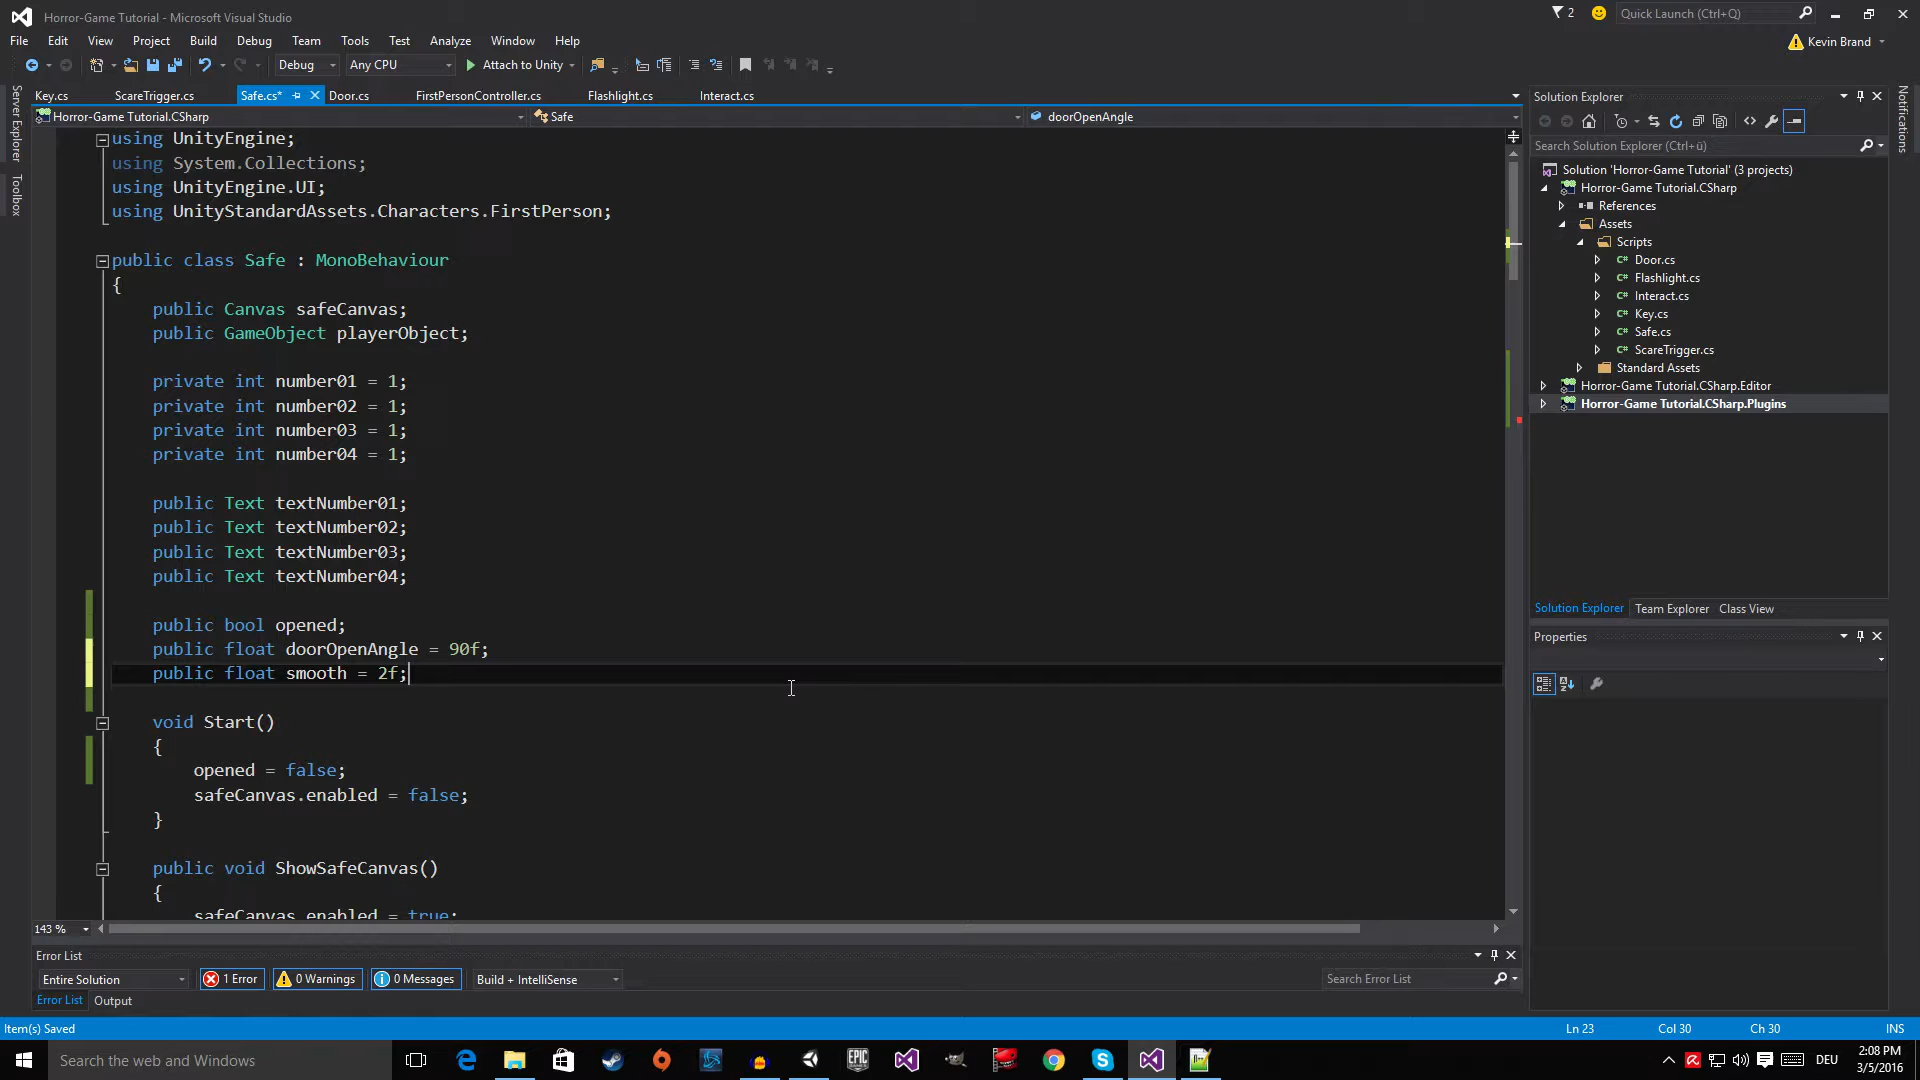 Horror-Game Tutorial - Microsoft Visual Studio
2
Quick Launch (Ctrl+Q)
File Edit View Project Build Debug Team Tools Test Analyze Window Help
Kevin Brand
Debug Any CPU Attach to Unity
Server Explorer
Toolbox
Key.cs ScareTrigger.cs Safe.cs* Door.cs FirstPersonController.cs Flashlight.cs Interact.cs
Horror-Game Tutorial.CSharp Safe doorOpenAngle
using UnityEngine;
using System.Collections;
using UnityEngine.UI;
using UnityStandardAssets.Characters.FirstPerson;
public class Safe : MonoBehaviour
{
public Canvas safeCanvas;
public GameObject playerObject;
private int number01 = 1;
private int number02 = 1;
private int number03 = 1;
private int number04 = 1;
public Text textNumber01;
public Text textNumber02;
public Text textNumber03;
public Text textNumber04;
public bool opened;
public float doorOpenAngle = 90f;
public float smooth = 2f;
void Start()
{
opened = false;
safeCanvas.enabled = false;
}
public void ShowSafeCanvas()
{
safeCanvas.enabled = true;
143 %
Error List
Entire Solution 1 Error 0 Warnings 0 Messages Build + IntelliSense Search Error List
Error List Output
Item(s) Saved Ln 23 Col 30 Ch 30 INS
Solution Explorer
Search Solution Explorer (Ctrl+ü)
Solution 'Horror-Game Tutorial' (3 projects)
Horror-Game Tutorial.CSharp
References
Assets
Scripts
C# Door.cs
C# Flashlight.cs
C# Interact.cs
C# Key.cs
C# Safe.cs
C# ScareTrigger.cs
Standard Assets
Horror-Game Tutorial.CSharp.Editor
Horror-Game Tutorial.CSharp.Plugins
Solution Explorer Team Explorer Class View
Properties
Notifications
Search the web and Windows
EPIC
DEU
2:08 PM
3/5/2016